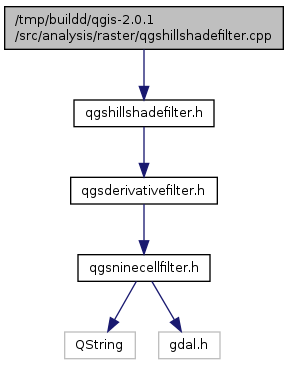 /tmp/buildd/qgis-2.0.1
/src/analysis/raster/qgshillshadefilter.cpp
qgshillshadefilter.h
qgsderivativefilter.h
qgsninecellfilter.h
QString
gdal.h